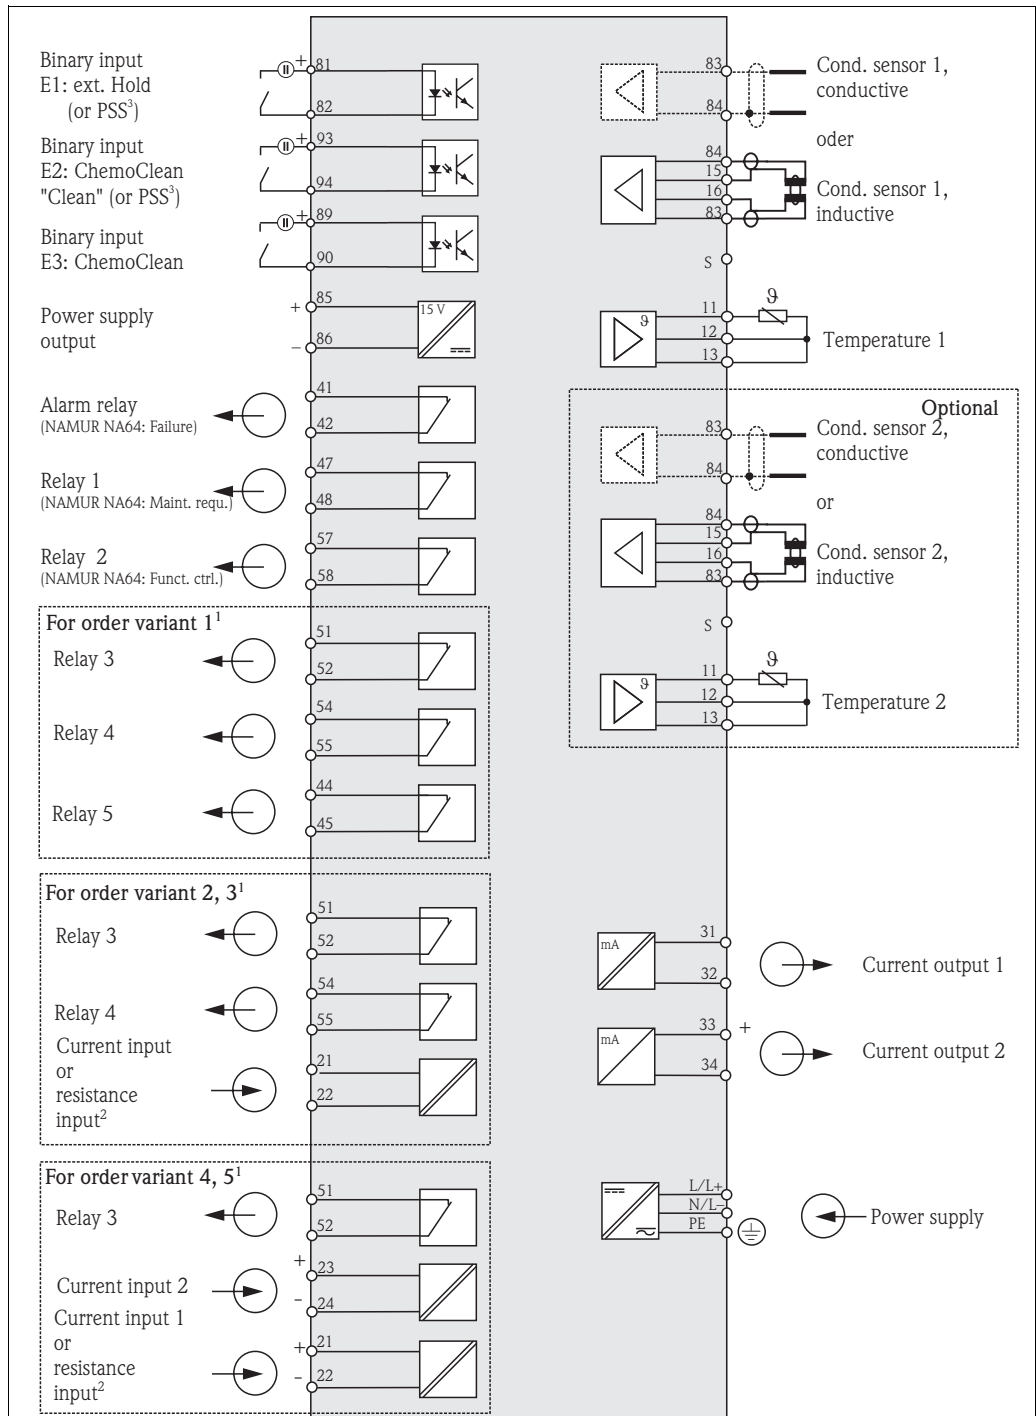 Binary input
E1: ext. Hold
(or PSS³)
+
81
82
Binary input
E2: ChemoClean
"Clean" (or PSS³)
+
93
94
Binary input
E3: ChemoClean
+
89
90
Power supply
output
+
85
–
86
15 V
Alarm relay
(NAMUR NA64: Failure)
41
42
Relay 1
(NAMUR NA64: Maint. requ.)
47
48
Relay 2
(NAMUR NA64: Funct. ctrl.)
57
58
For order variant 1¹
Relay 3
51
52
Relay 4
54
55
Relay 5
44
45
For order variant 2, 3¹
Relay 3
51
52
Relay 4
54
55
Current input
or
resistance
input²
21
22
For order variant 4, 5¹
Relay 3
51
52
Current input 2
+
23
-
24
Current input 1
or
resistance
input²
+
21
-
22
83
84
Cond. sensor 1,
conductive
oder
84
15
16
83
Cond. sensor 1,
inductive
S
ϑ
11
12
13
ϑ
Temperature 1
Optional
83
84
Cond. sensor 2,
conductive
or
84
15
16
83
Cond. sensor 2,
inductive
S
ϑ
11
12
13
ϑ
Temperature 2
mA
31
32
Current output 1
mA
33
+
34
Current output 2
L/L+
N/L–
PE
Power supply